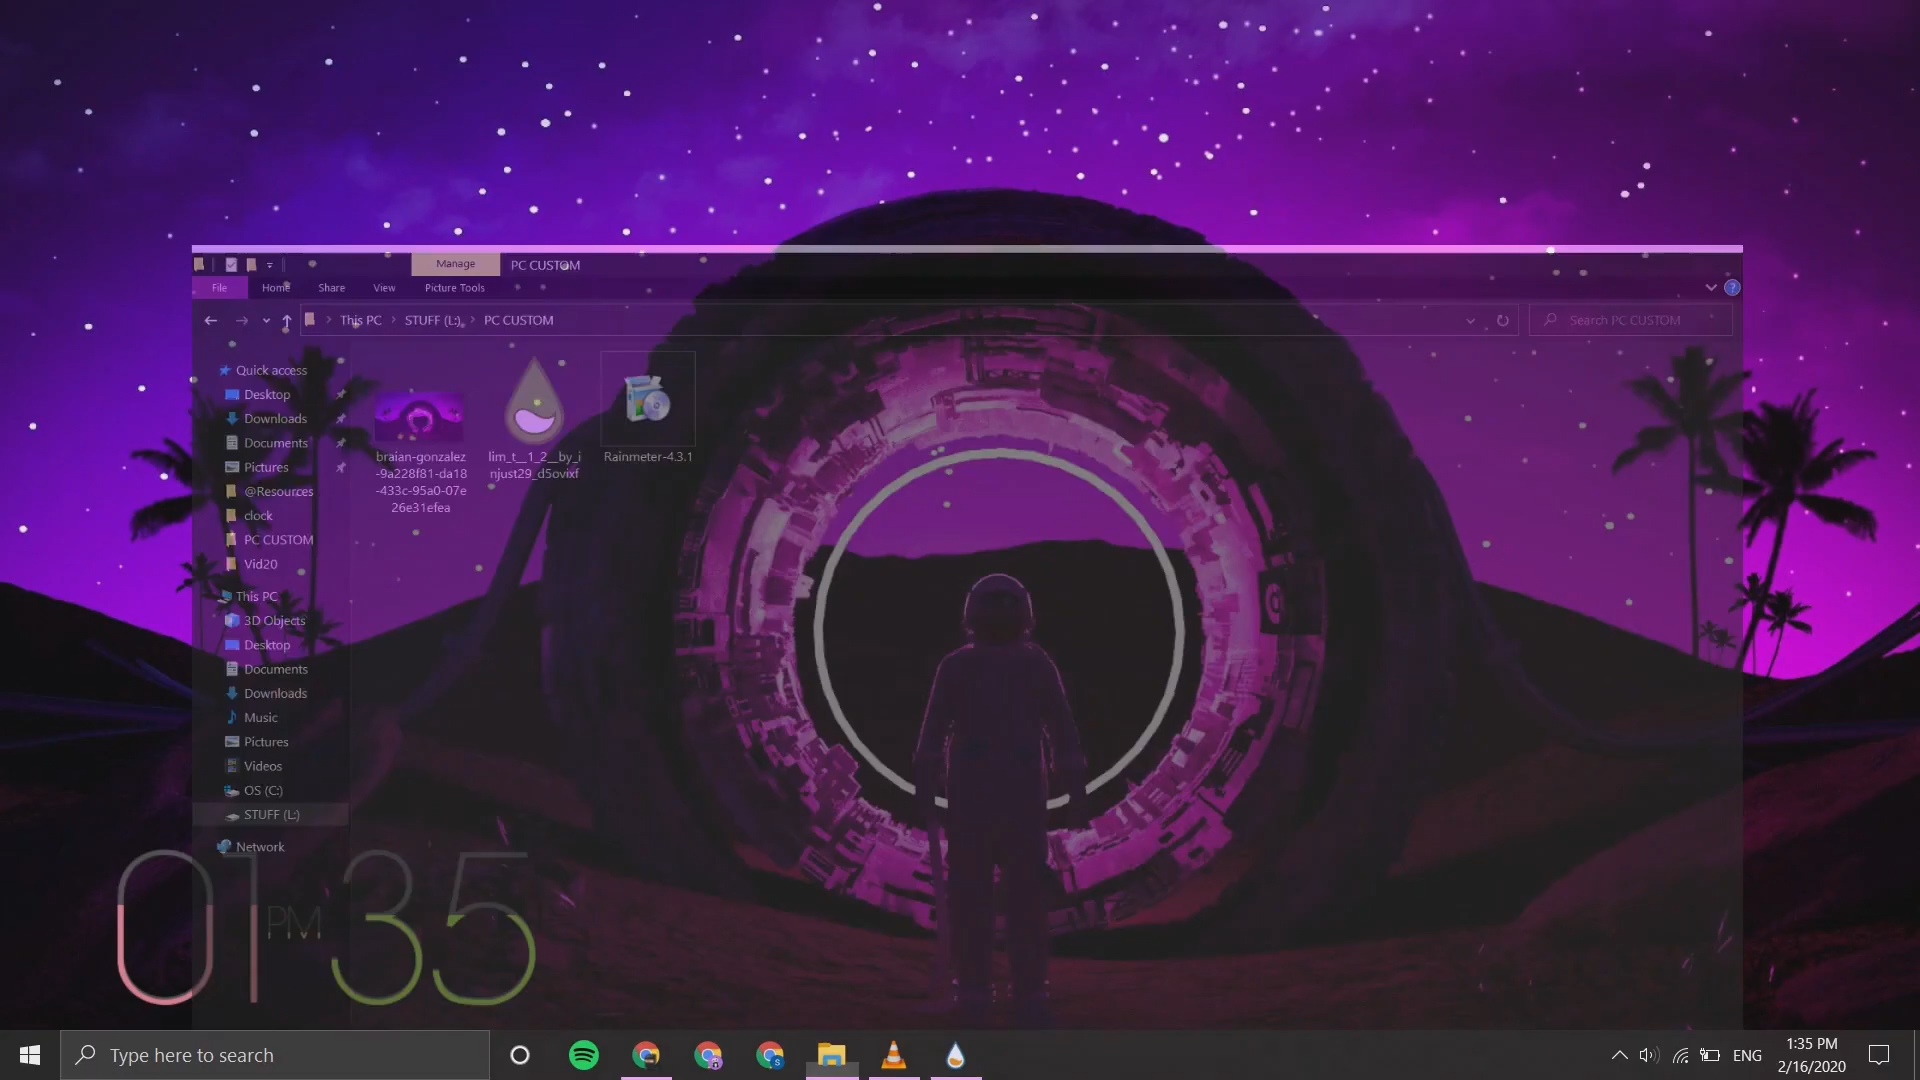 Manage
PC CUSTOM
File
Home
Share
View
Picture Tools
This PC
STUFF (L:)
PC CUSTOM
Search PC CUSTOM
Quick access
Desktop
Downloads
Documents
Pictures
@Resources
clock
PC CUSTOM
Vid20
This PC
3D Objects
Desktop
Documents
Downloads
Music
Pictures
Videos
OS (C:)
STUFF (L:)
Network
braian-gonzalez
-9a228f81-da18
-433c-95a0-07e
26e31efea
lim_t__1_2__by_i
njust29_d5ovixf
Rainmeter-4.3.1
01 PM 35
Type here to search
ENG
1:35 PM
2/16/2020